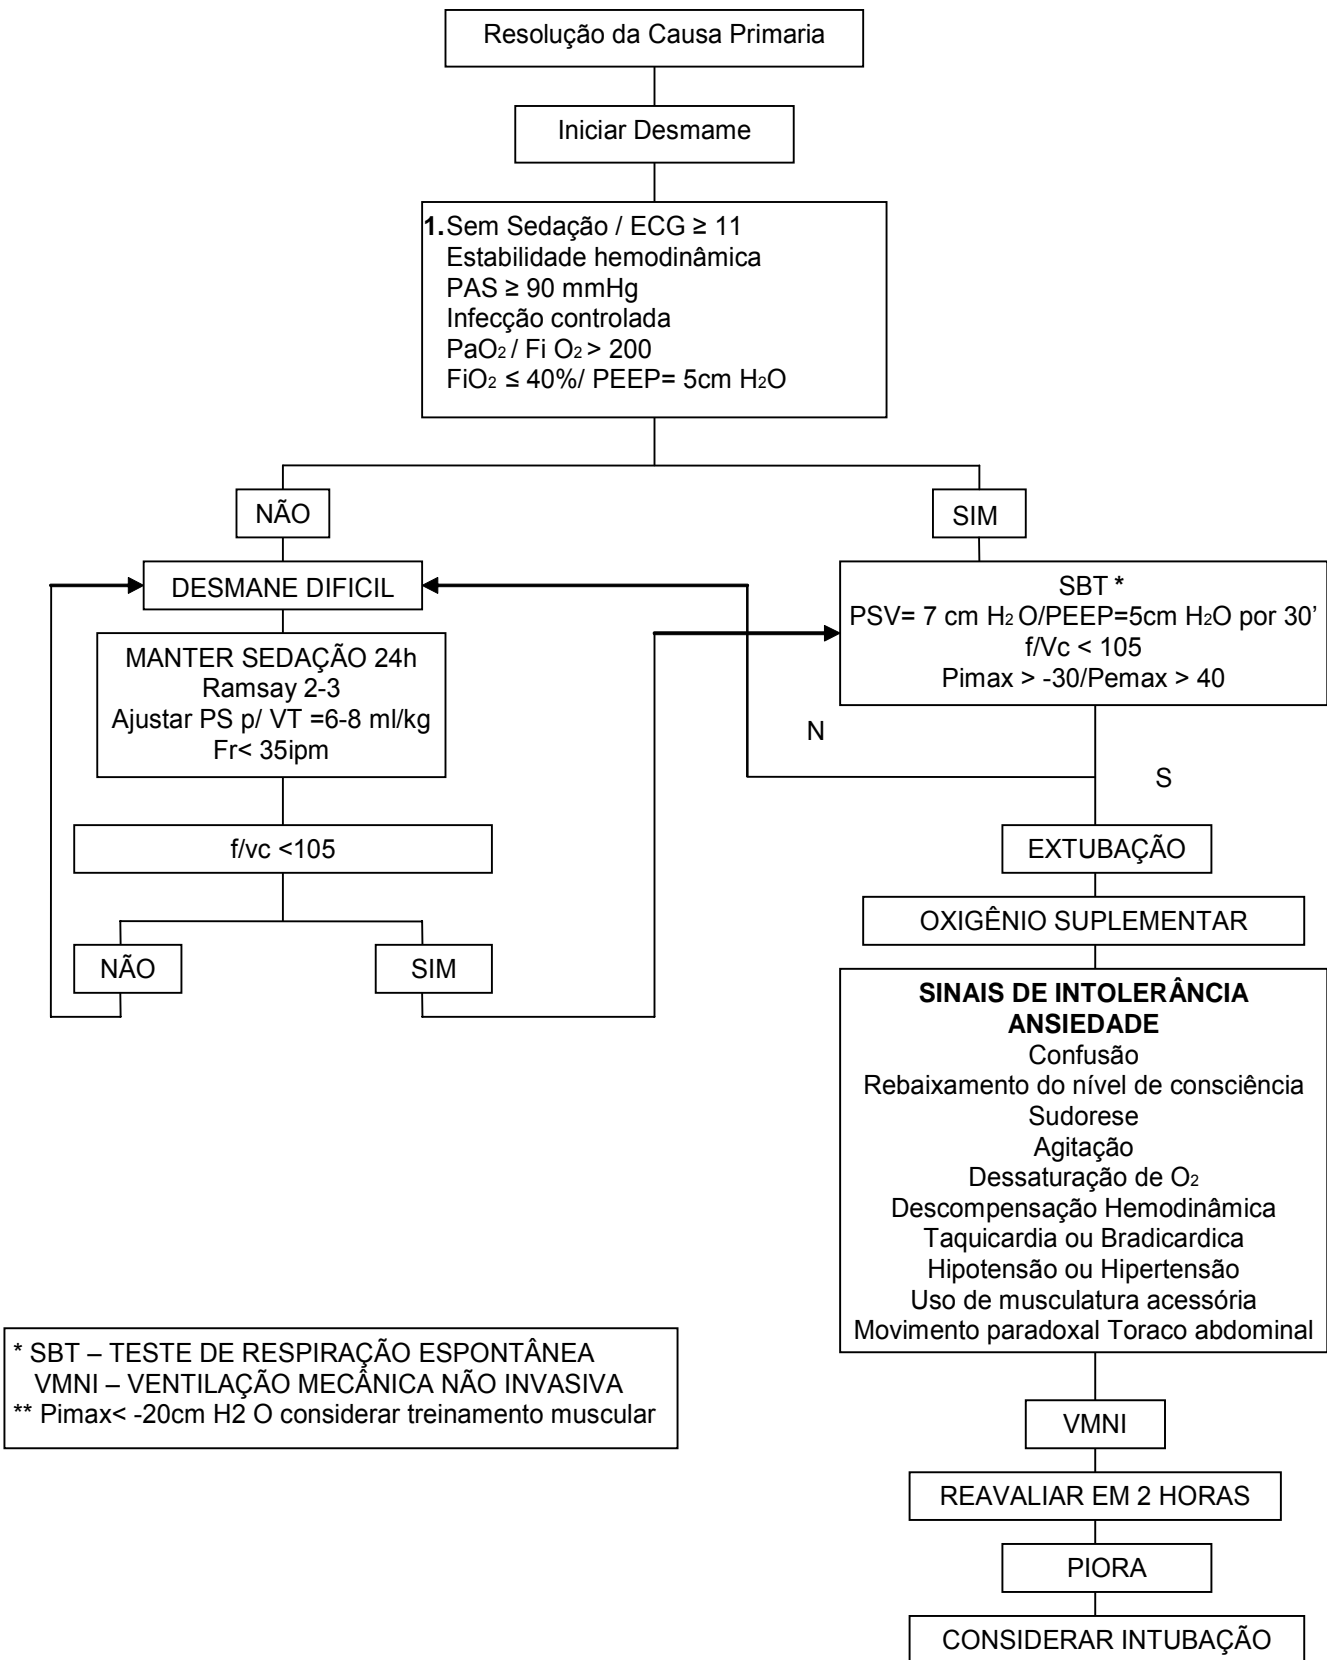 Resolução da Causa Primaria
Iniciar Desmame
1. Sem Sedação / ECG ≥ 11
Estabilidade hemodinâmica
PAS ≥ 90 mmHg
Infecção controlada
PaO₂ / Fi O₂ > 200
FiO₂ ≤ 40%/ PEEP= 5cm H₂O
NÃO
SIM
DESMANE DIFICIL
MANTER SEDAÇÃO 24h
Ramsay 2-3
Ajustar PS p/ VT =6-8 ml/kg
Fr< 35ipm
f/vc <105
NÃO
SIM
SBT *
PSV= 7 cm H₂ O/PEEP=5cm H₂O por 30’
f/Vc < 105
Pimax > -30/Pemax > 40
N
S
EXTUBAÇÃO
OXIGÊNIO SUPLEMENTAR
SINAIS DE INTOLERÂNCIA
ANSIEDADE
Confusão
Rebaixamento do nível de consciência
Sudorese
Agitação
Dessaturação de O₂
Descompensação Hemodinâmica
Taquicardia ou Bradicardica
Hipotensão ou Hipertensão
Uso de musculatura acessória
Movimento paradoxal Toraco abdominal
VMNI
REAVALIAR EM 2 HORAS
PIORA
CONSIDERAR INTUBAÇÃO
* SBT – TESTE DE RESPIRAÇÃO ESPONTÂNEA
VMNI – VENTILAÇÃO MECÂNICA NÃO INVASIVA
** Pimax< -20cm H2 O considerar treinamento muscular